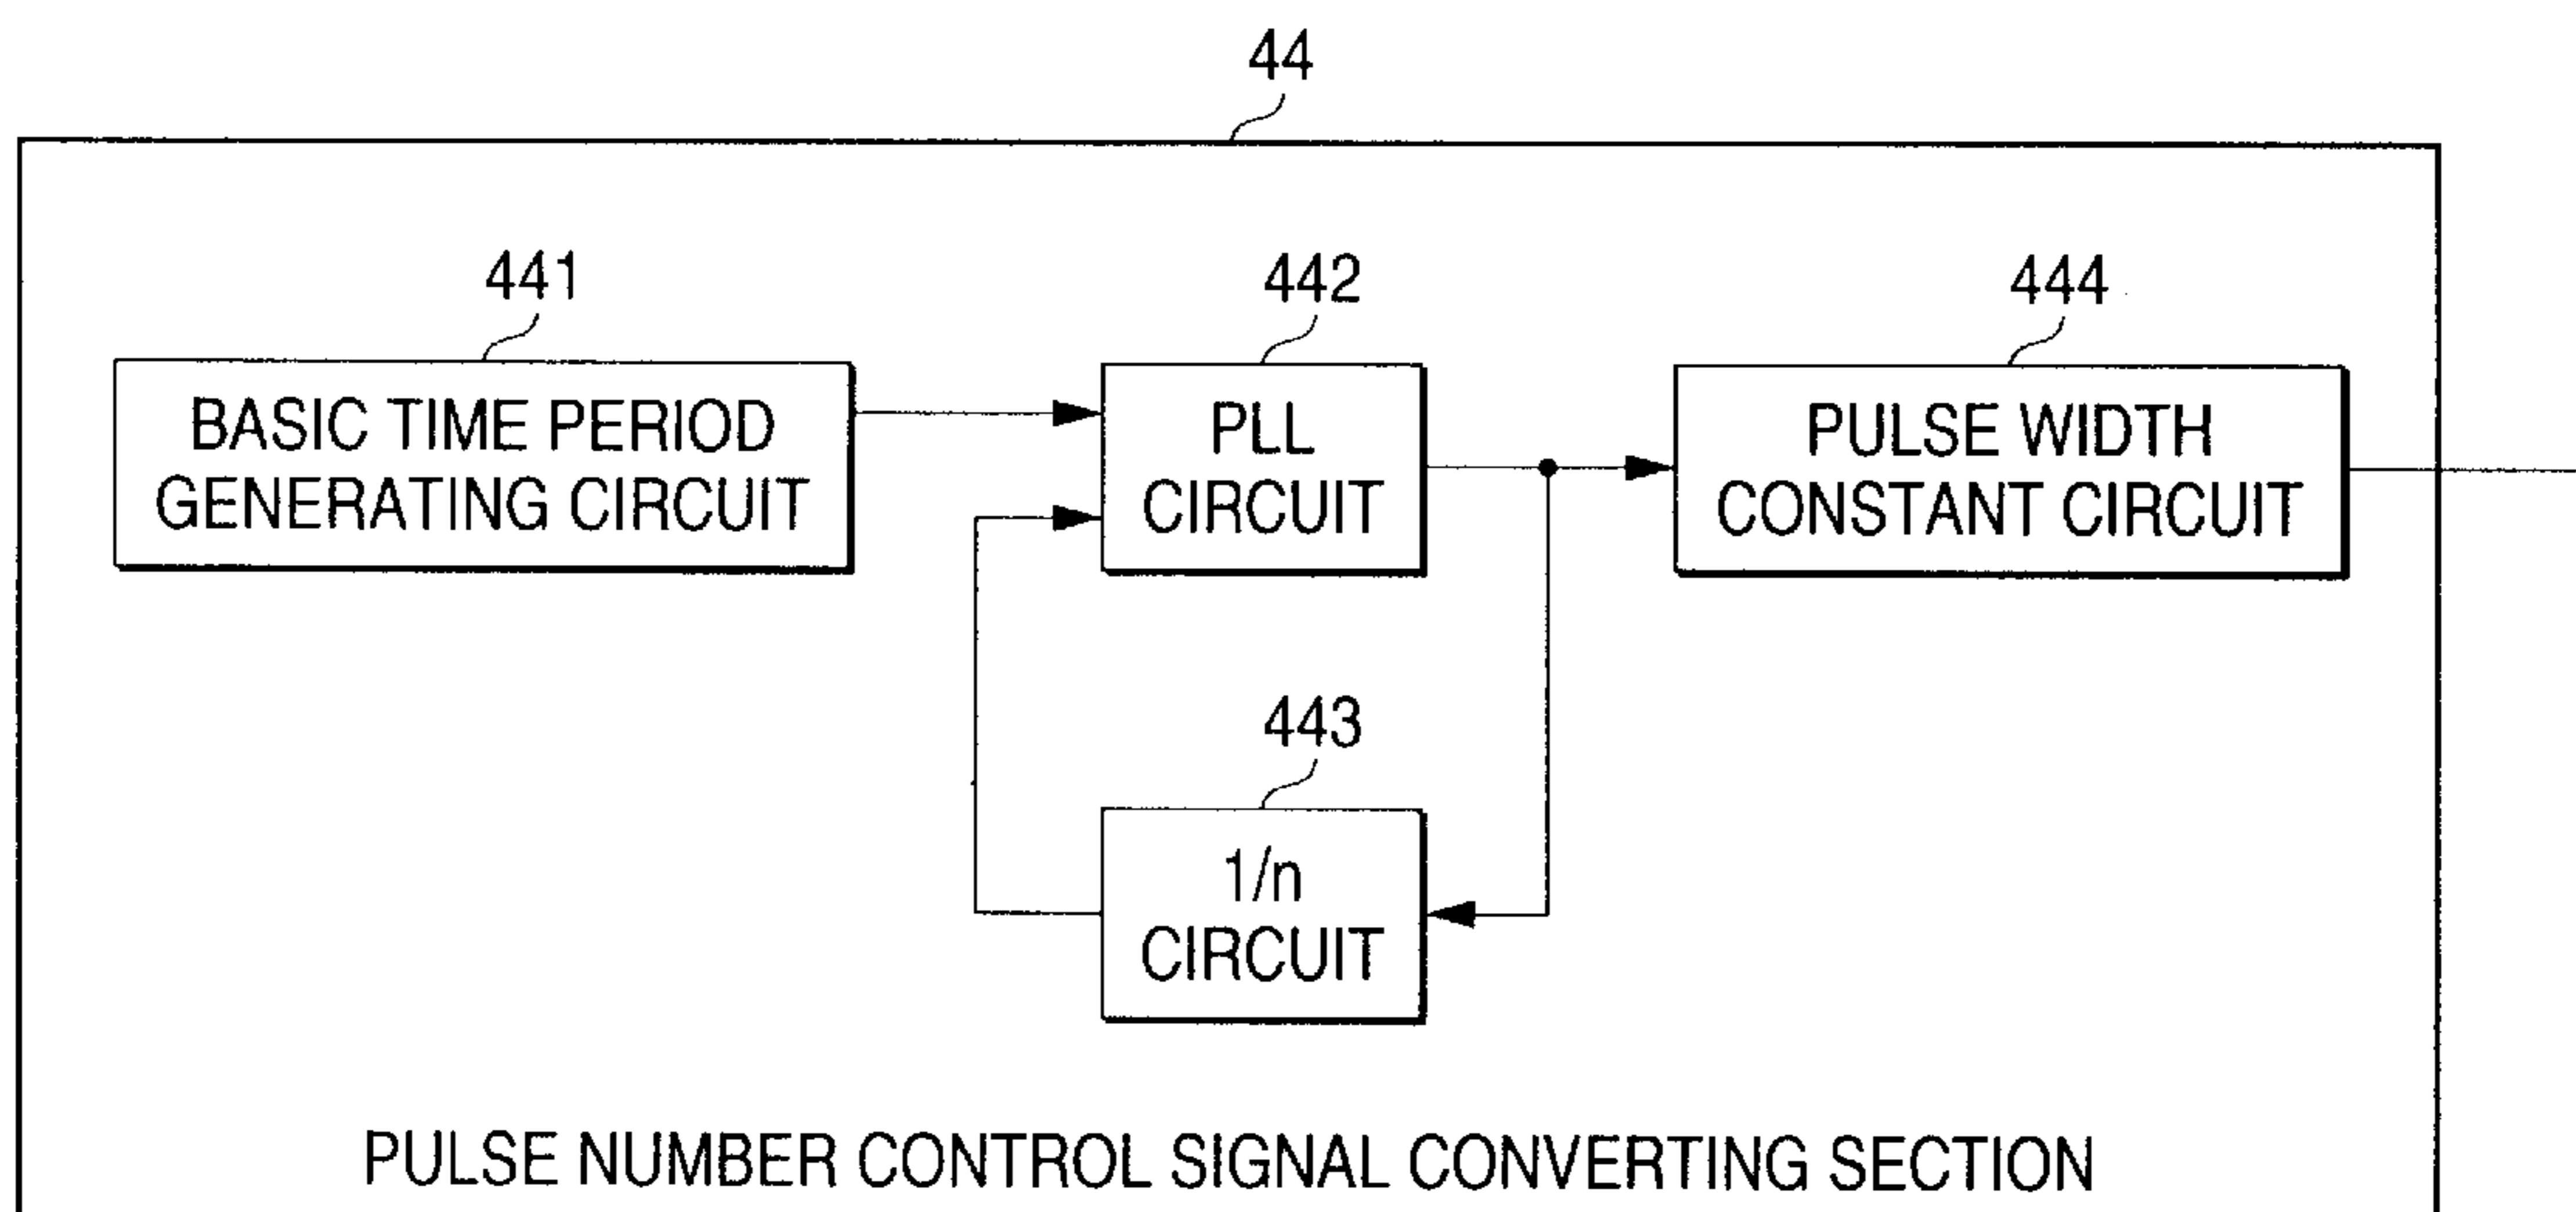 44
441
442
444
BASIC TIME PERIOD
GENERATING CIRCUIT
PLL
CIRCUIT
PULSE WIDTH
CONSTANT CIRCUIT
443
1/n
CIRCUIT
PULSE NUMBER CONTROL SIGNAL CONVERTING SECTION